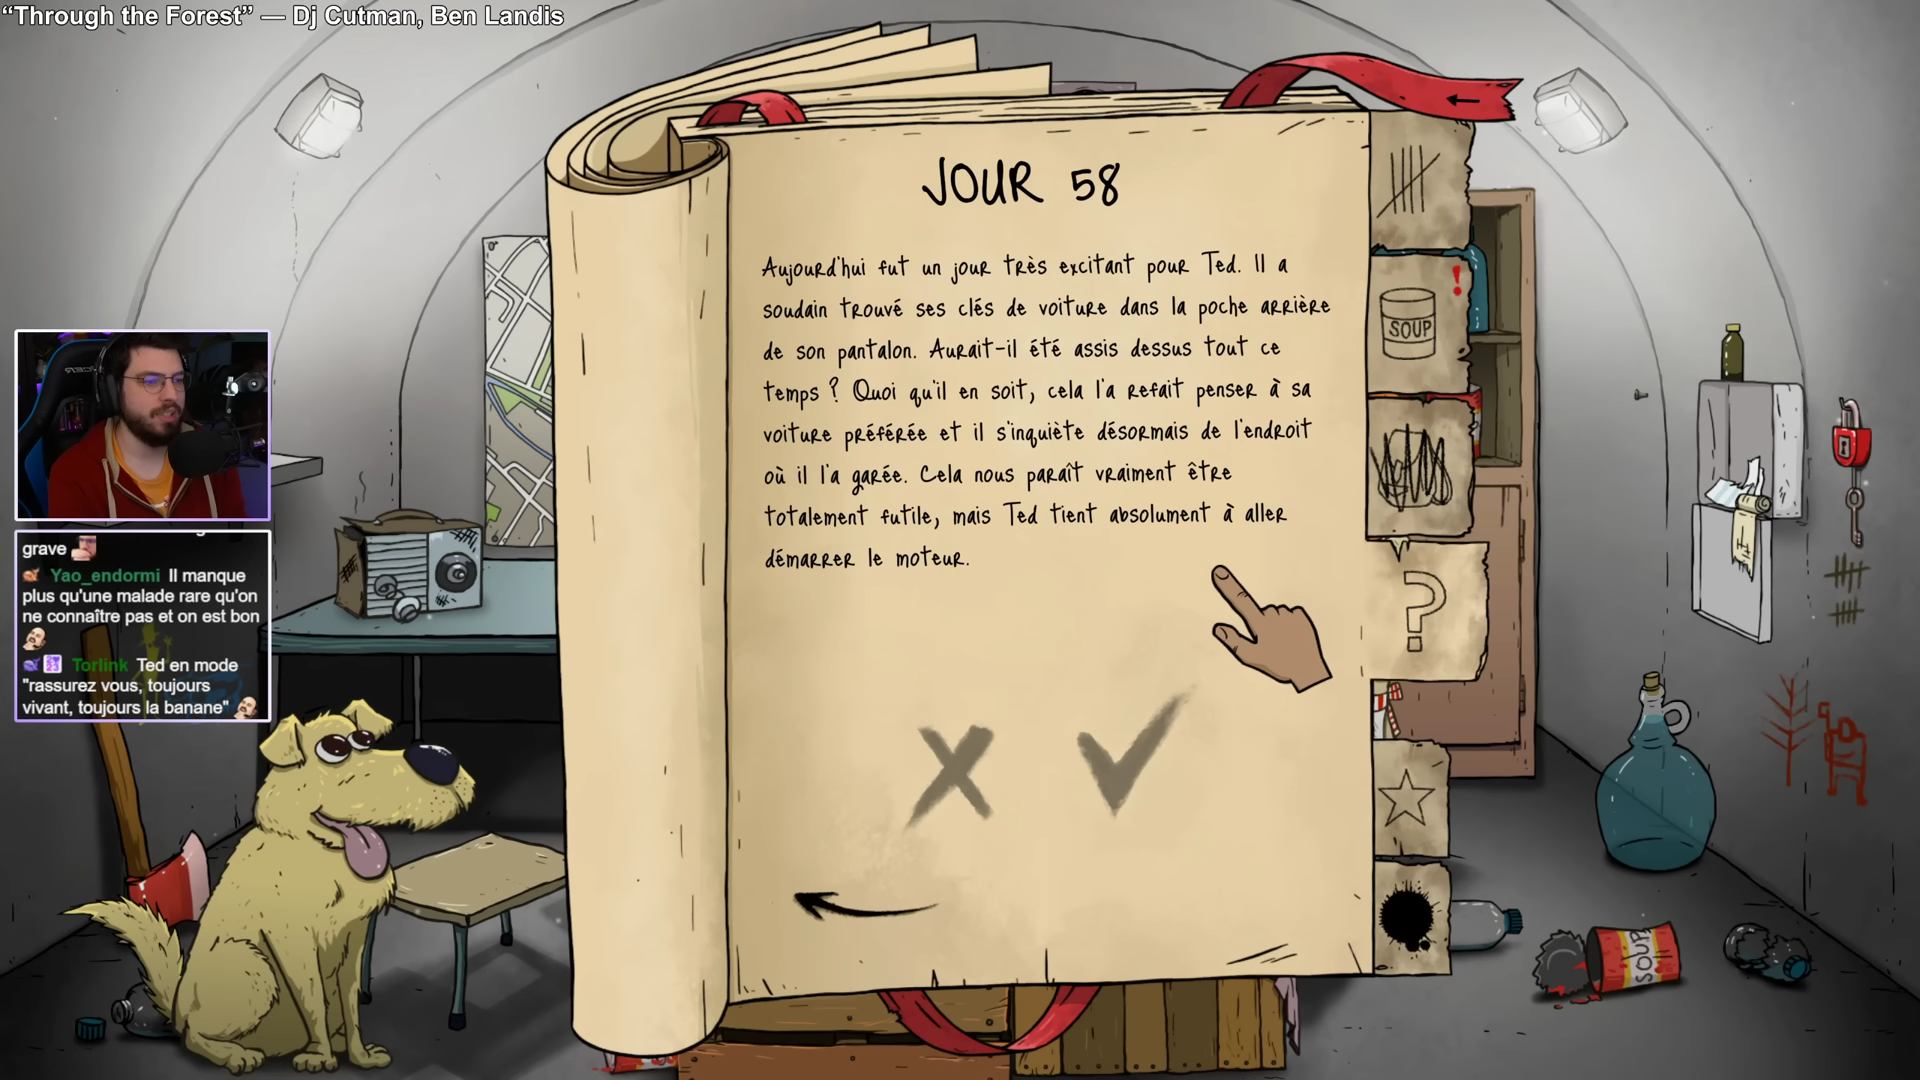 “Through the Forest” — Dj Cutman, Ben Landis
JOUR 58
Aujourd'hui fut un jour très excitant pour Ted. Il a
soudain trouvé ses clés de voiture dans la poche arrière
de son pantalon. Aurait-il été assis dessus tout ce
temps ? Quoi qu'il en soit, cela l'a refait penser à sa
voiture préférée et il s'inquiète désormais de l'endroit
où il l'a garée. Cela nous paraît vraiment être
totalement futile, mais Ted tient absolument à aller
démarrer le moteur.
SOUP
?
grave
Yao_endormi Il manque
plus qu'une malade rare qu'on
ne connaître pas et on est bon
Torlink Ted en mode
"rassurez vous, toujours
vivant, toujours la banane"
SOUP